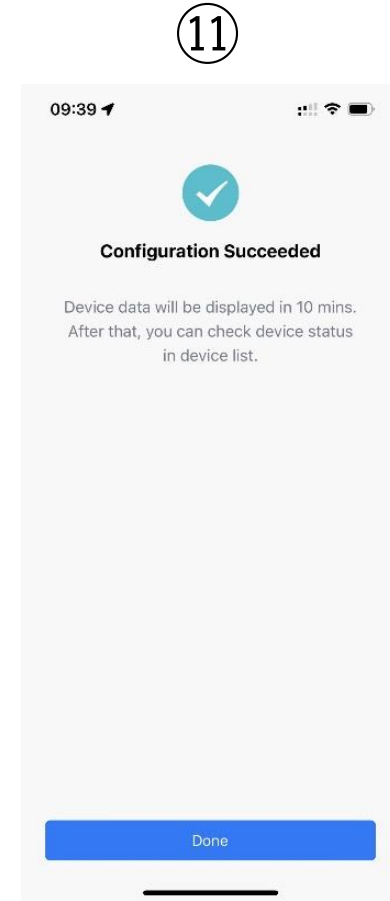 ⑪
09:39
Configuration Succeeded
Device data will be displayed in 10 mins.
After that, you can check device status
in device list.
Done